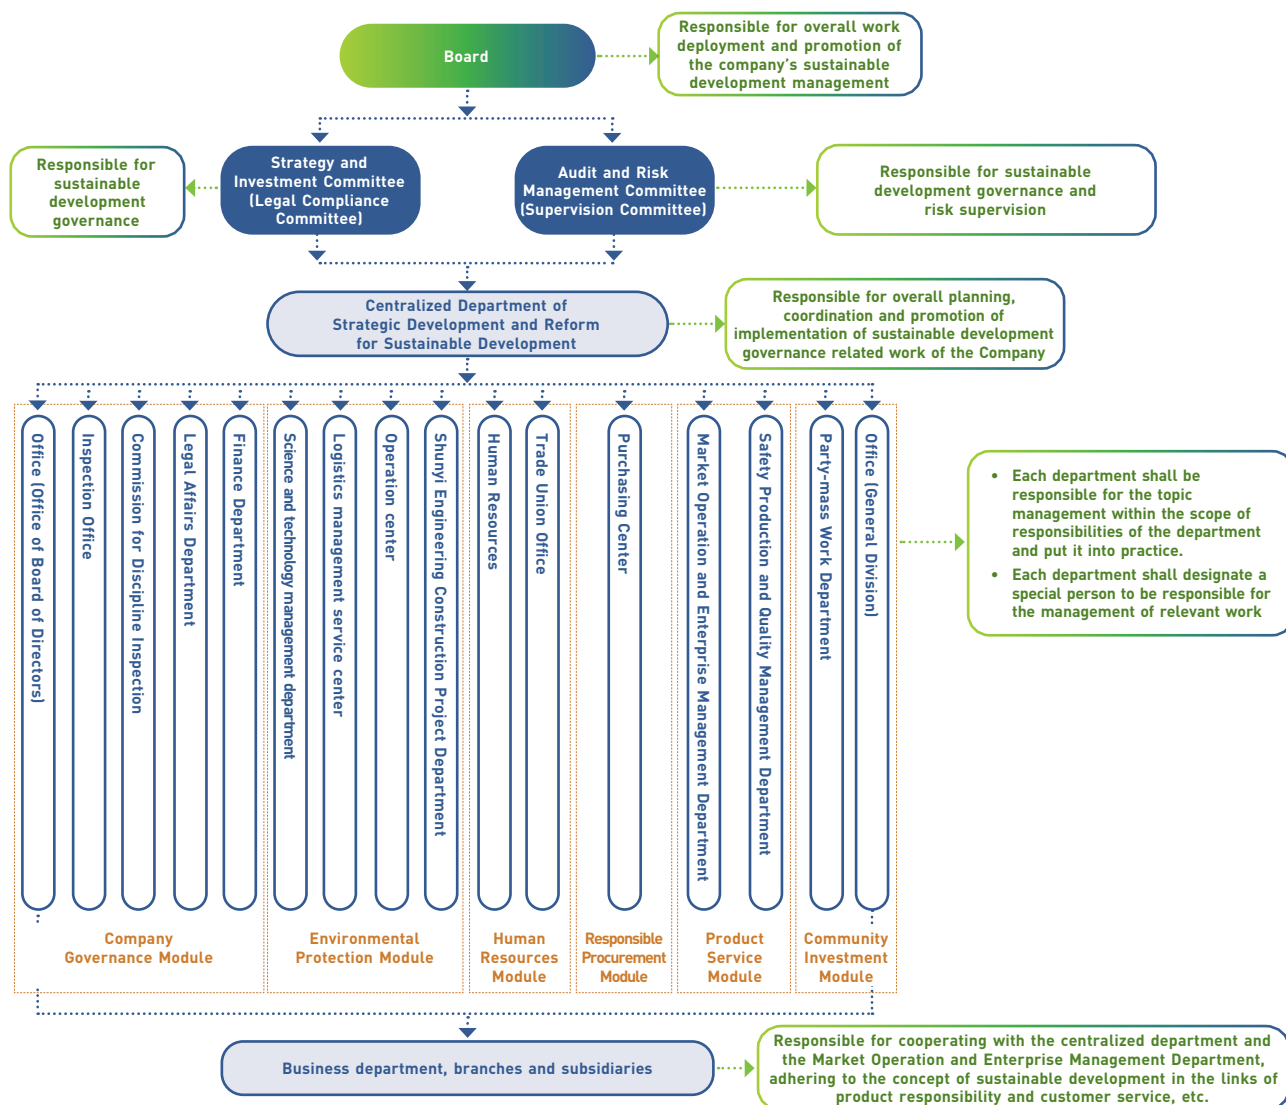 Board
Responsible for overall work
deployment and promotion of
the company's sustainable
development management
Responsible for
sustainable
development
governance
Strategy and
Investment Committee
(Legal Compliance
Committee)
Audit and Risk
Management Committee
(Supervision Committee)
Responsible for sustainable
development governance and
risk supervision
Centralized Department of
Strategic Development and Reform
for Sustainable Development
Responsible for overall planning,
coordination and promotion of
implementation of sustainable development
governance related work of the Company
Office (Office of Board of Directors)
Inspection Office
Commission for Discipline Inspection
Legal Affairs Department
Finance Department
Science and technology management department
Logistics management service center
Operation center
Shunyi Engineering Construction Project Department
Human Resources
Trade Union Office
Purchasing Center
Market Operation and Enterprise Management Department
Safety Production and Quality Management Department
Party-mass Work Department
Office (General Division)
• Each department shall be
responsible for the topic
management within the scope of
responsibilities of the department
and put it into practice.
• Each department shall designate a
special person to be responsible for
the management of relevant work
Company
Governance Module
Environmental
Protection Module
Human
Resources
Module
Responsible
Procurement
Module
Product
Service
Module
Community
Investment
Module
Business department, branches and subsidiaries
Responsible for cooperating with the centralized department and
the Market Operation and Enterprise Management Department,
adhering to the concept of sustainable development in the links of
product responsibility and customer service, etc.